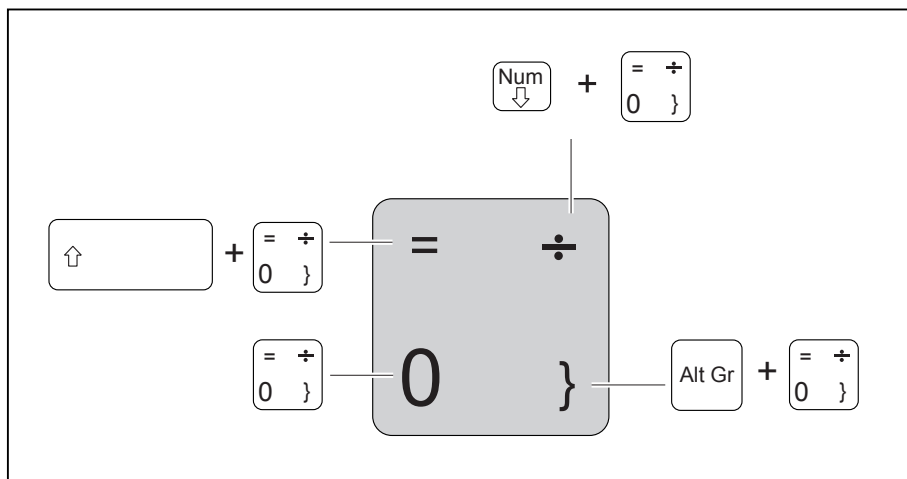 Num + = ÷
0 }
+ = ÷
0 }
= ÷
0 }
= ÷
0 }
Alt Gr + = ÷
0 }